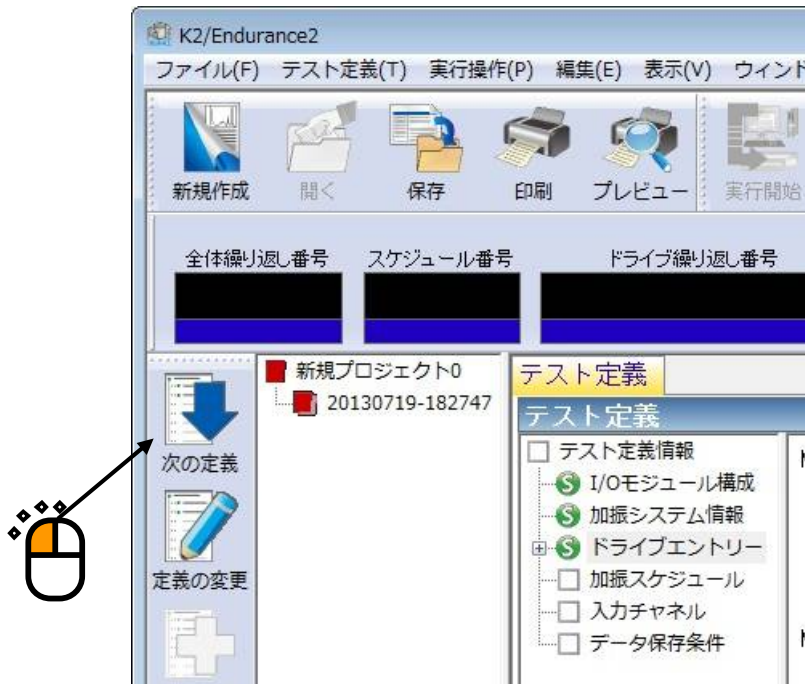 K2/Endurance2
ファイル(F) テスト定義(T) 実行操作(P) 編集(E) 表示(V) ウィンド
新規作成 開く 保存 印刷 プレビュー 実行開始
全体繰り返し番号 スケジュール番号 ドライブ繰り返し番号
次の定義
定義の変更
新規プロジェクト0
20130719-182747
テスト定義
テスト定義
テスト定義情報
I/Oモジュール構成
加振システム情報
ドライブエントリー
加振スケジュール
入力チャネル
データ保存条件